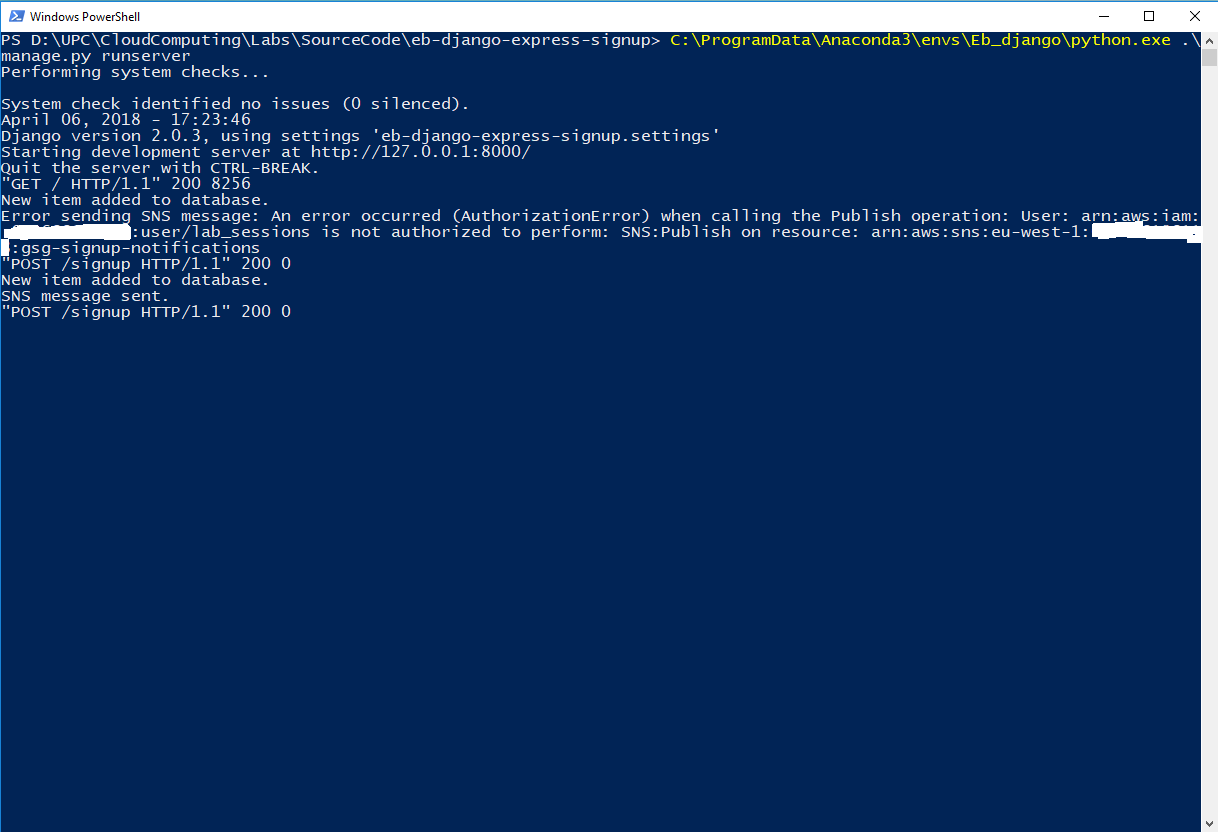 Windows PowerShell
PS D:\UPC\CloudComputing\Labs\SourceCode\eb-django-express-signup> C:\ProgramData\Anaconda3\envs\Eb_django\python.exe .\
manage.py runserver
Performing system checks...
System check identified no issues (0 silenced).
April 06, 2018 - 17:23:46
Django version 2.0.3, using settings 'eb-django-express-signup.settings'
Starting development server at http://127.0.0.1:8000/
Quit the server with CTRL-BREAK.
"GET / HTTP/1.1" 200 8256
New item added to database.
Error sending SNS message: An error occurred (AuthorizationError) when calling the Publish operation: User: arn:aws:iam:
:user/lab_sessions is not authorized to perform: SNS:Publish on resource: arn:aws:sns:eu-west-1:
:gsg-signup-notifications
"POST /signup HTTP/1.1" 200 0
New item added to database.
SNS message sent.
"POST /signup HTTP/1.1" 200 0